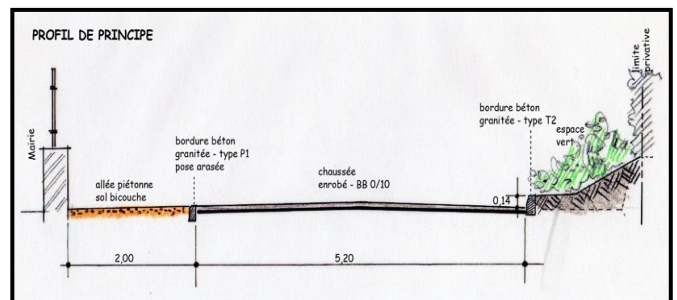 PROFIL DE PRINCIPE
limite
privative
Mairie
allée piétonne
sol bicouche
bordure béton
granitée - type P1
pose arasée
chaussée
enrobé - BB 0/10
bordure béton
granitée - type T2
espace
vert
0,14
2,00
5,20